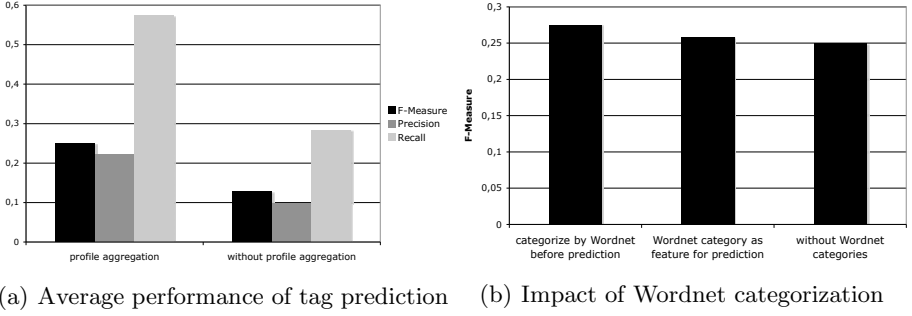 0,6
0,5
0,4
0,3
0,2
0,1
0
profile aggregation
without profile aggregation
F-Measure
Precision
Recall
(a) Average performance of tag prediction
0,3
0,25
0,2
0,15
0,1
0,05
0
F-Measure
categorize by Wordnet
before prediction
Wordnet category as
feature for prediction
without Wordnet
categories
(b) Impact of Wordnet categorization